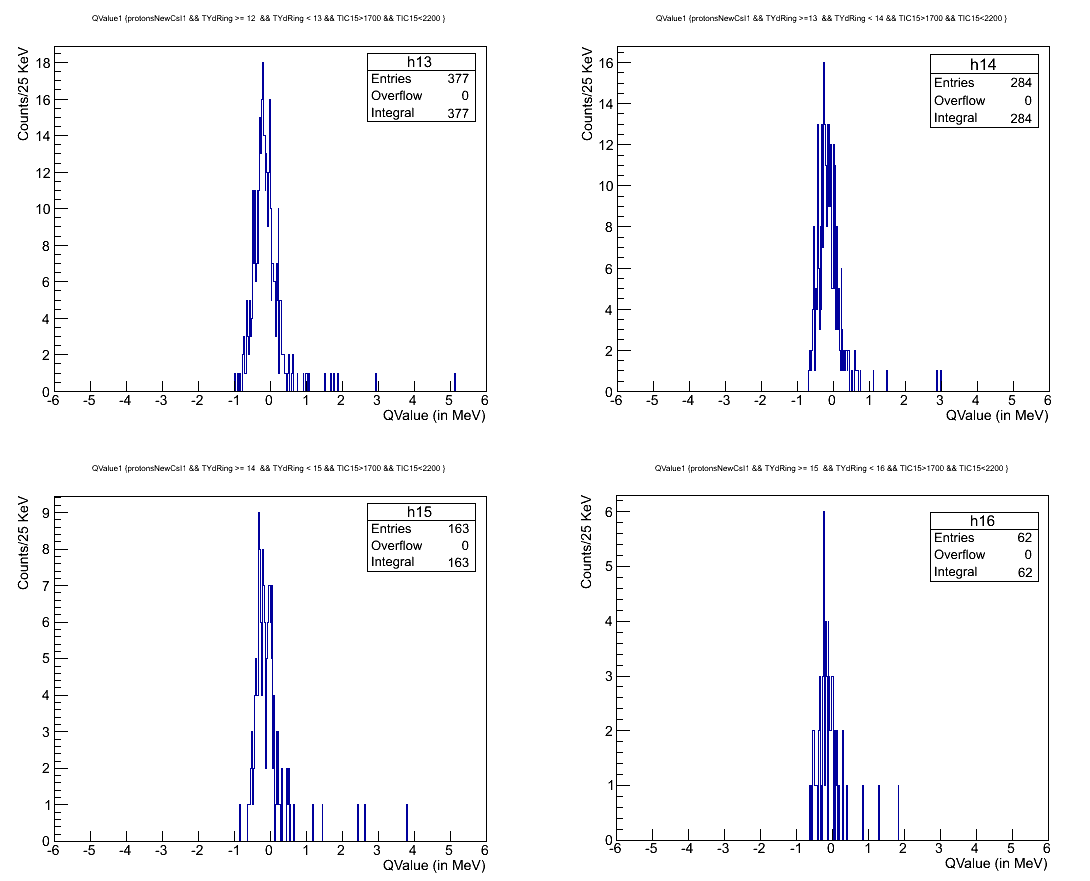 QValue1 {protonsNewCsI1 && TYdRing >= 12 && TYdRing < 13 && TIC15>1700 && TIC15<2200 }
Counts/25 KeV
h13
Entries 377
Overflow 0
Integral 377
18
16
14
12
10
8
6
4
2
0
-6 -5 -4 -3 -2 -1 0 1 2 3 4 5 6
QValue (in MeV)
QValue1 {protonsNewCsI1 && TYdRing >=13 && TYdRing < 14 && TIC15>1700 && TIC15<2200 }
Counts/25 KeV
h14
Entries 284
Overflow 0
Integral 284
16
14
12
10
8
6
4
2
0
-6 -5 -4 -3 -2 -1 0 1 2 3 4 5 6
QValue (in MeV)
QValue1 {protonsNewCsI1 && TYdRing >= 14 && TYdRing < 15 && TIC15>1700 && TIC15<2200 }
Counts/25 KeV
h15
Entries 163
Overflow 0
Integral 163
9
8
7
6
5
4
3
2
1
0
-6 -5 -4 -3 -2 -1 0 1 2 3 4 5 6
QValue (in MeV)
QValue1 {protonsNewCsI1 && TYdRing >= 15 && TYdRing < 16 && TIC15>1700 && TIC15<2200 }
Counts/25 KeV
h16
Entries 62
Overflow 0
Integral 62
6
5
4
3
2
1
0
-6 -5 -4 -3 -2 -1 0 1 2 3 4 5 6
QValue (in MeV)